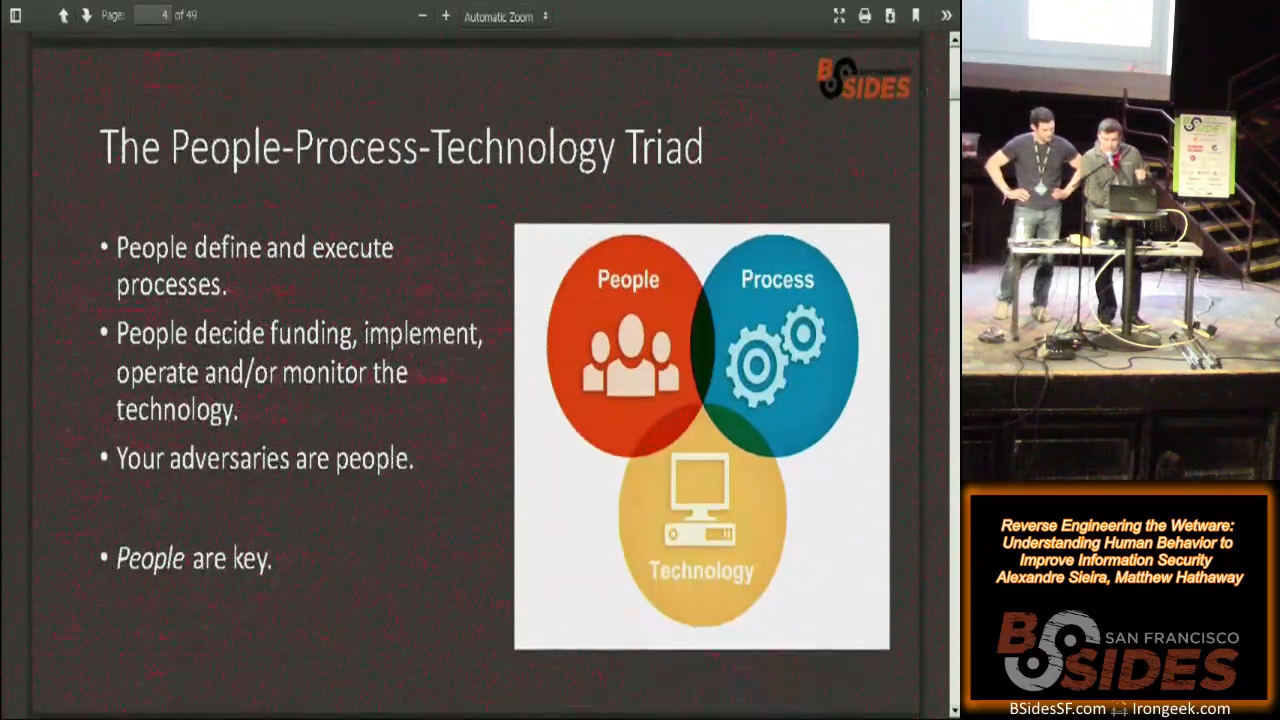 Page:
4
of 49
Automatic Zoom
BSIDES
The People-Process-Technology Triad
• People define and execute
processes.
• People decide funding, implement,
operate and/or monitor the
technology.
• Your adversaries are people.
• People are key.
People
Process
Technology
BSIDES
Reverse Engineering the Wetware:
Understanding Human Behavior to
Improve Information Security
Alexandre Sieira, Matthew Hathaway
BSIDES
SAN FRANCISCO
BSidesSF.com
Irongeek.com